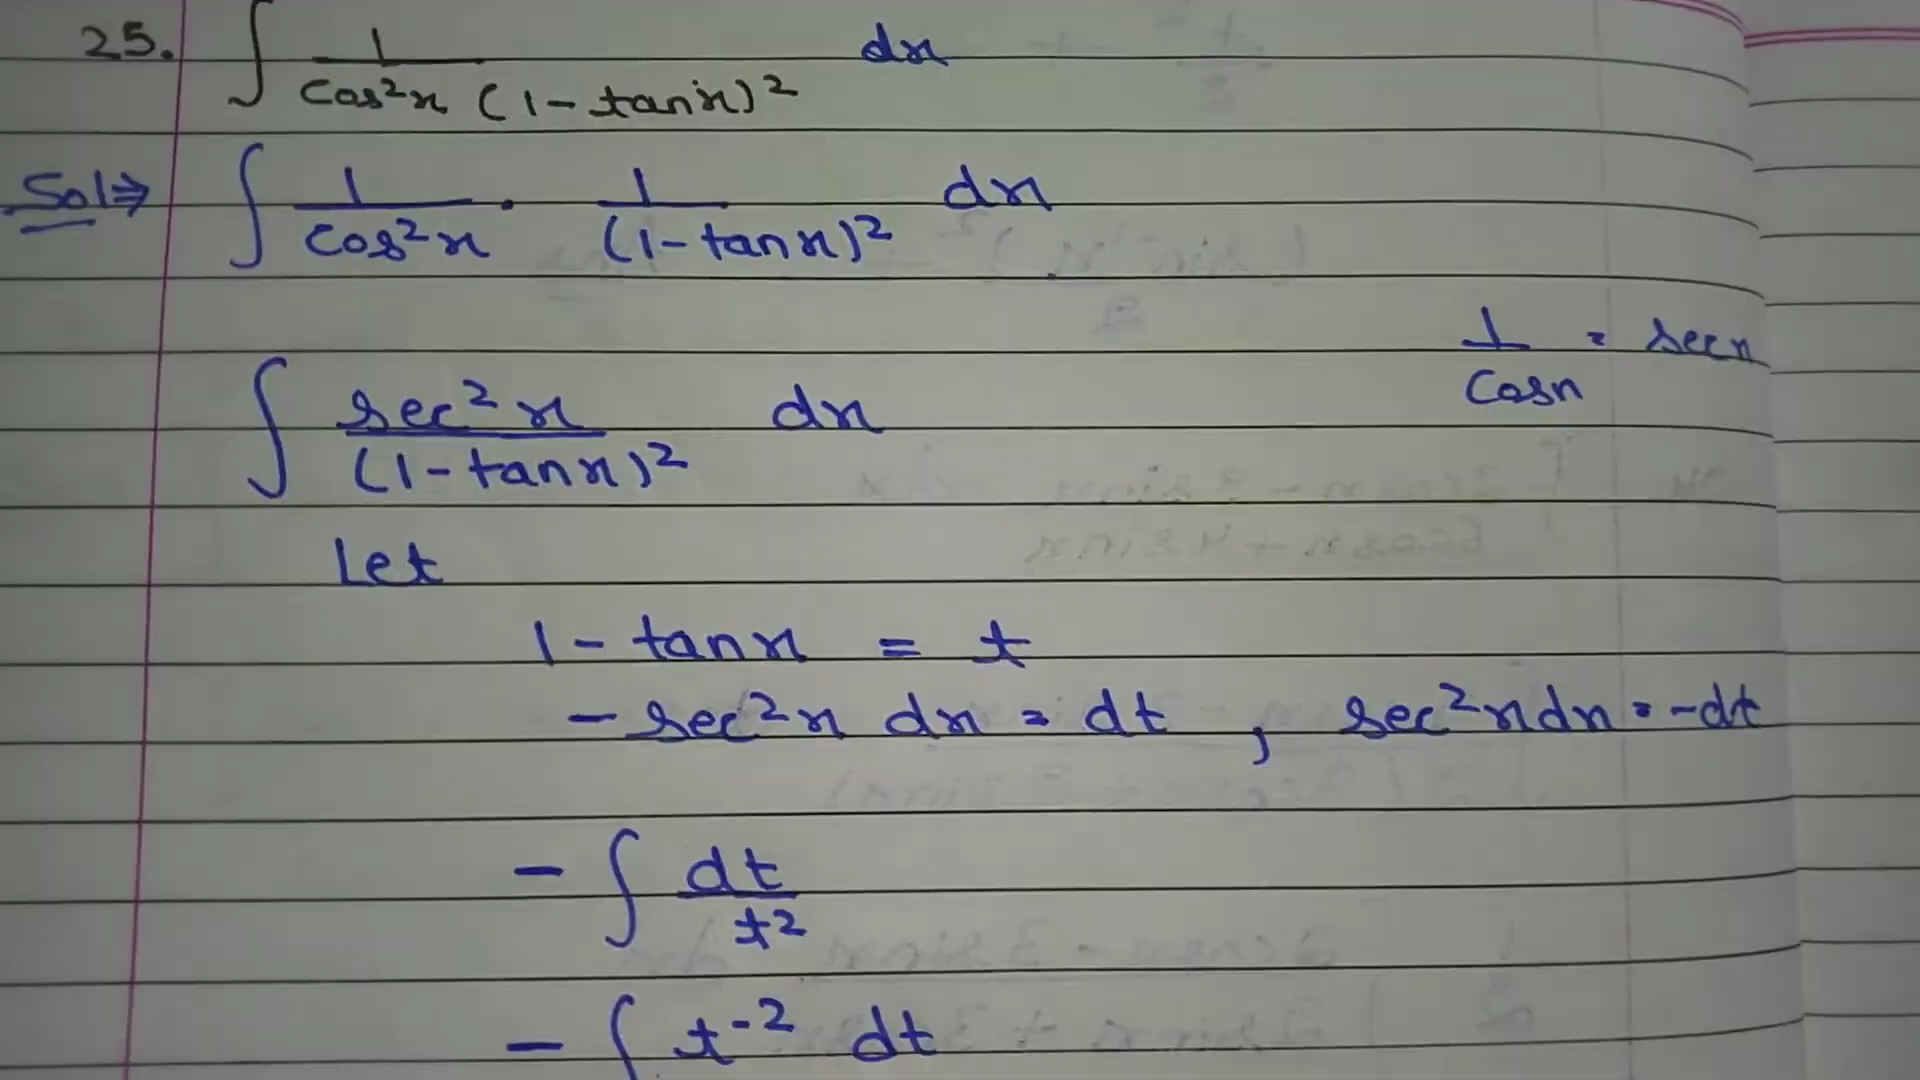 25. ∫ 1 / cos²x (1 - tanx)² dx
Sol⇒ ∫ 1 / cos²x . 1 / (1 - tanx)² dx
1 / cosx = secx
∫ sec²x / (1 - tanx)² dx
Let
1 - tanx = t
- sec²x dx = dt , sec²x dx = -dt
- ∫ dt / t²
- ∫ t⁻² dt